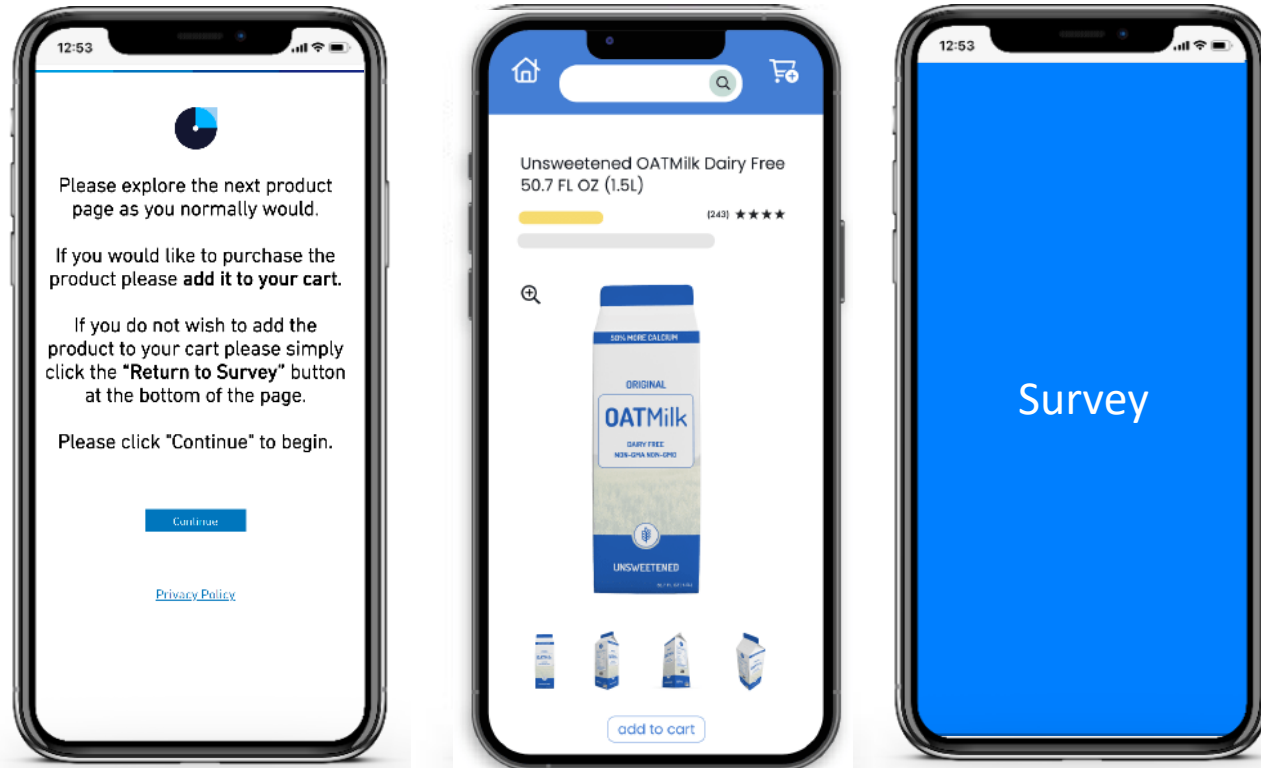 12:53
Please explore the next product
page as you normally would.
If you would like to purchase the
product please add it to your cart.
If you do not wish to add the
product to your cart please simply
click the "Return to Survey" button
at the bottom of the page.
Please click "Continue" to begin.
Continue
Privacy Policy
Unsweetened OATMilk Dairy Free
50.7 FL OZ (1.5L)
(243) ★★★★
50% MORE CALCIUM
ORIGINAL
OATMilk
DAIRY FREE
NON-GMA NON-GMO
UNSWEETENED
add to cart
12:53
Survey